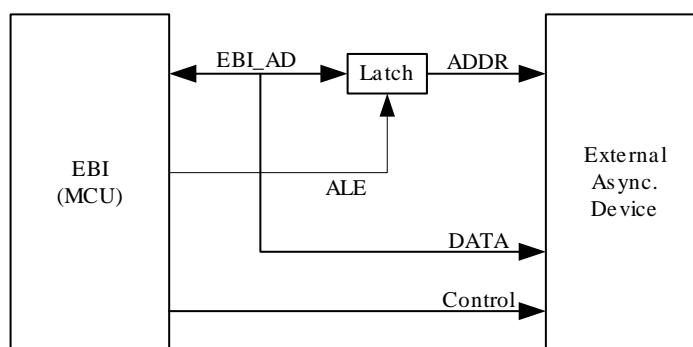 EBI_AD
Latch
ADDR
EBI
(MCU)
ALE
External
Async.
Device
DATA
Control